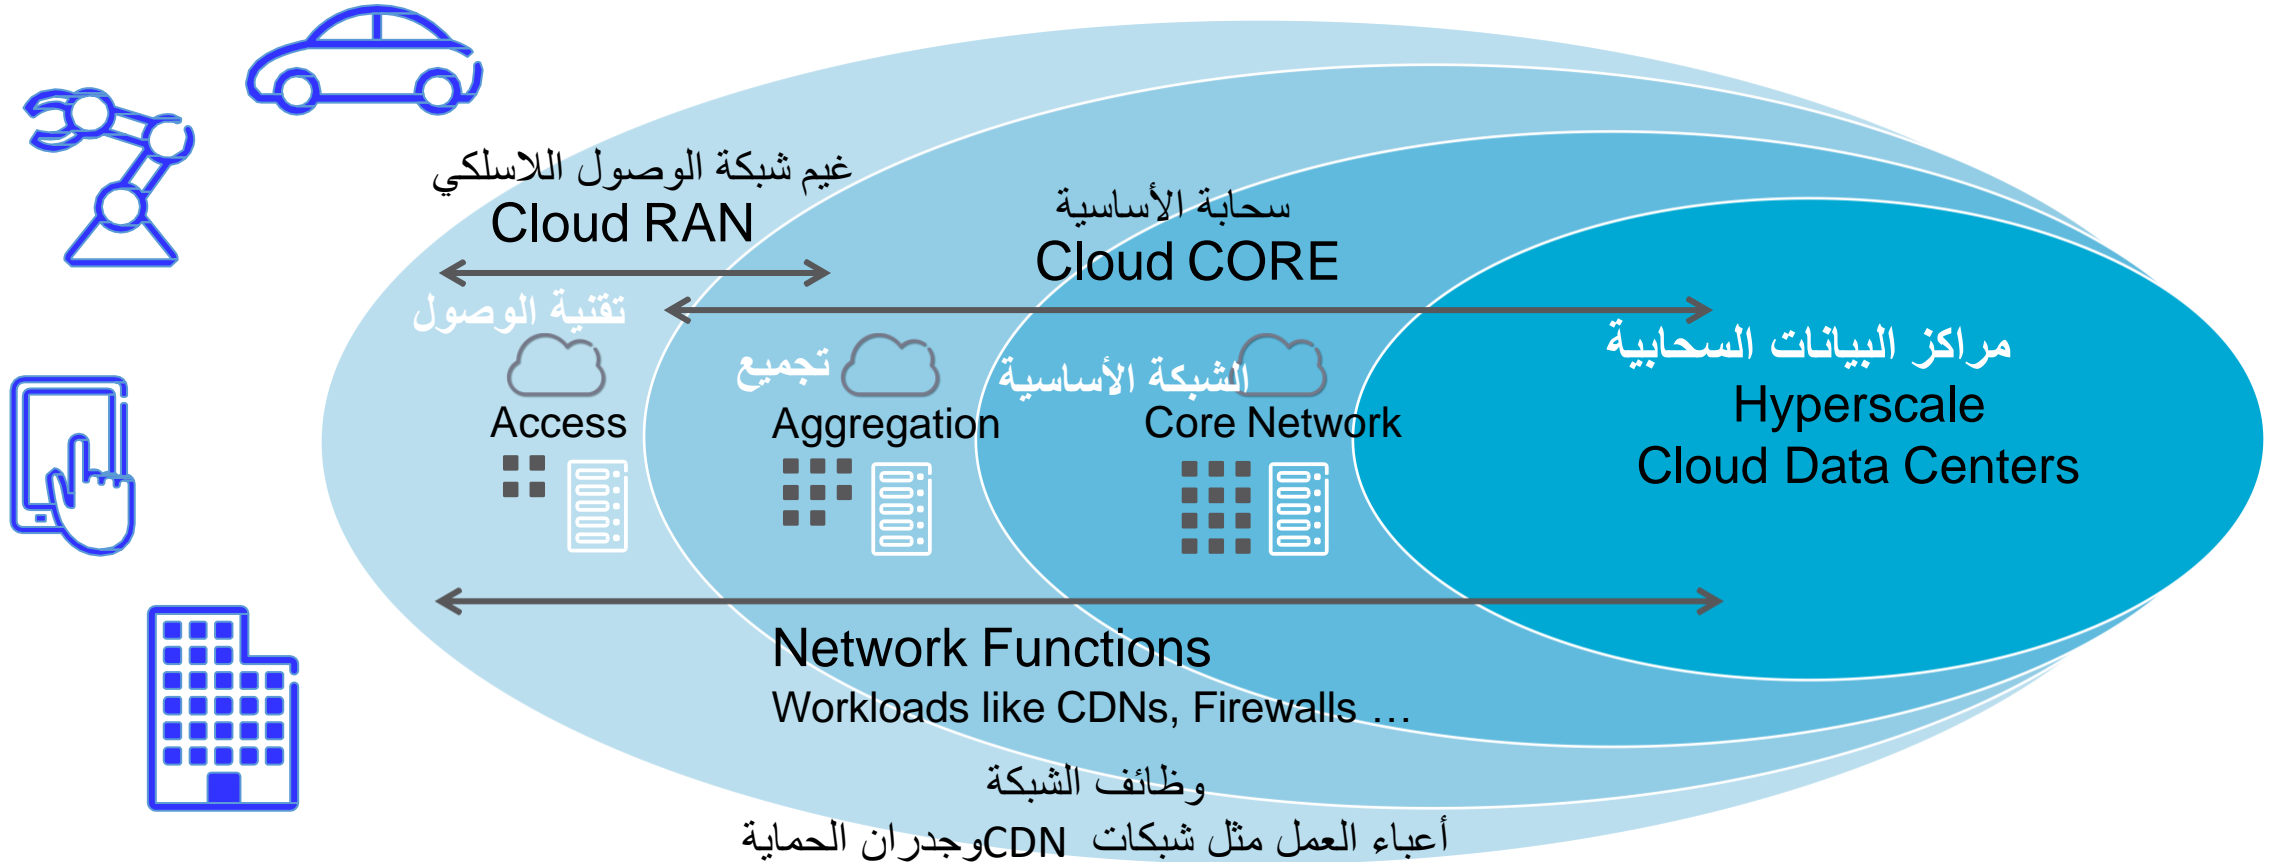 غيم شبكة الوصول اللاسلكي
Cloud RAN
سحابة الأساسية
Cloud CORE
تقنية الوصول
Access
تجميع
Aggregation
الشبكة الأساسية
Core Network
مراكز البيانات السحابية
Hyperscale
Cloud Data Centers
Network Functions
Workloads like CDNs, Firewalls …
وظائف الشبكة
أعباء العمل مثل شبكات CDNوجدران الحماية